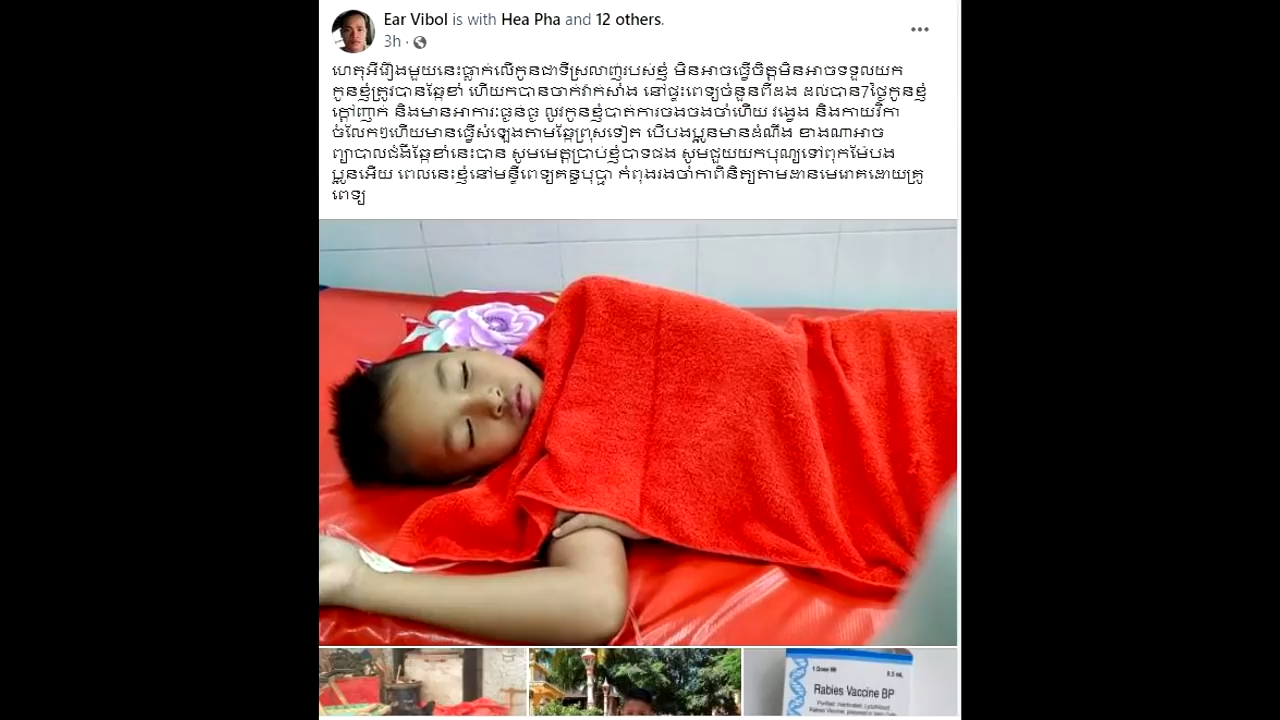 Ear Vibol is with Hea Pha and 12 others.
3h ·
ហេតុអីរឿងមួយនេះធ្លាក់លើកូនជាទីស្រលាញ់របស់ខ្ញុំ មិនអាចធ្វើចិត្តមិនអាចទទួលយក
កូនខ្ញុំត្រូវបានឆ្កែខាំ ហើយកបានចាក់វ៉ាក់សាំង នៅផ្ទះពេទ្យចំនួនពីរដង ដល់បាន7ថ្ងៃកូនខ្ញុំ
ក្តៅញាក់ និងមានអាការៈធ្ងន់ធ្ងរ លូវកូនខ្ញុំបាត់ការចងចងចាំហើយ វង្វេង និងកាយវិកា
ចំលែកៗហើយមានធ្វើសំឡេងតាមឆ្កែព្រុសទៀត បើបងប្អូនមានដំណឹង ខាងណាអាច
ព្យាបាលជំងឺឆ្កែខាំនេះបាន សូមមេត្តប្រាប់ខ្ញុំបាទផង សូមជួយយកបុណ្យទៅពុកម៉ែបង
ប្អូនអើយ ពេលនេះខ្ញុំនៅមន្ទីពេទ្យគន្ធបុប្ផា កំពុងរងចាំកាពិនិត្យតាមដានមេរោគដោយគ្រូ
ពេទ្យ
1 Dose
0.5 mL
Rabies Vaccine BP